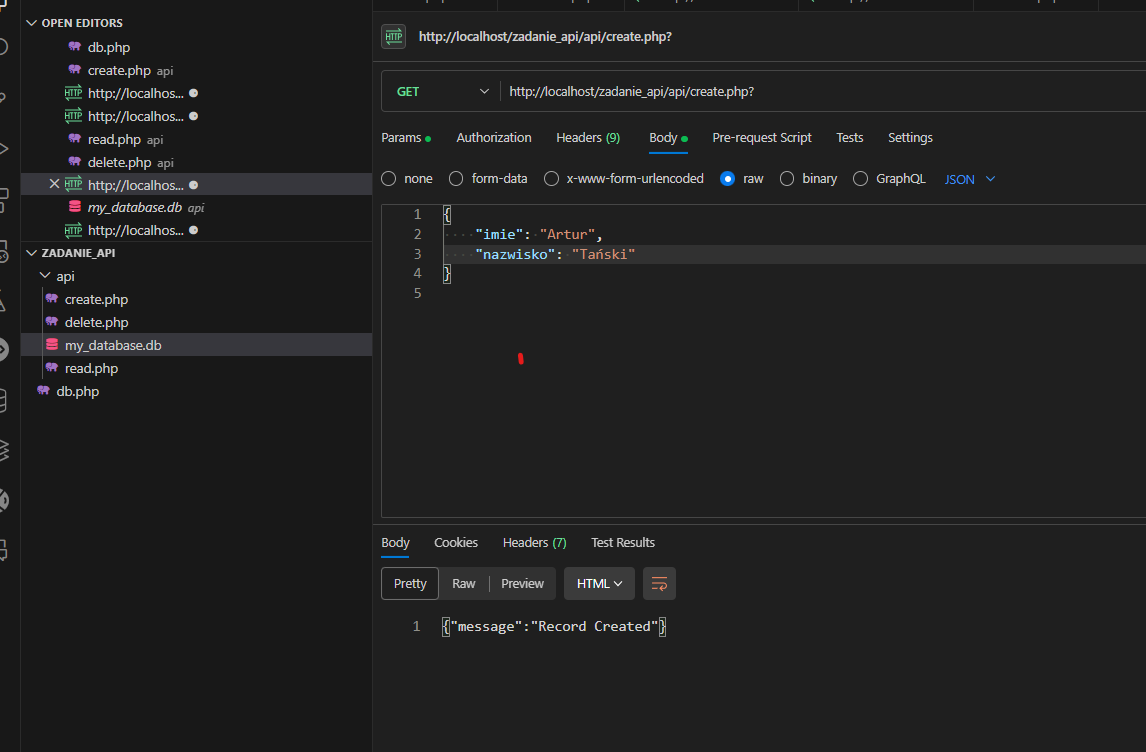 OPEN EDITORS
db.php
create.php api
http://localhos...
http://localhos...
read.php api
delete.php api
http://localhos...
my_database.db api
http://localhos...
ZADANIE_API
api
create.php
delete.php
my_database.db
read.php
db.php
HTTP http://localhost/zadanie_api/api/create.php?
GET http://localhost/zadanie_api/api/create.php?
Params Authorization Headers (9) Body Pre-request Script Tests Settings
none form-data x-www-form-urlencoded raw binary GraphQL JSON
1 {
2 "imie": "Artur",
3 "nazwisko": "Tański"
4 }
5
Body Cookies Headers (7) Test Results
Pretty Raw Preview HTML
1 {"message":"Record Created"}